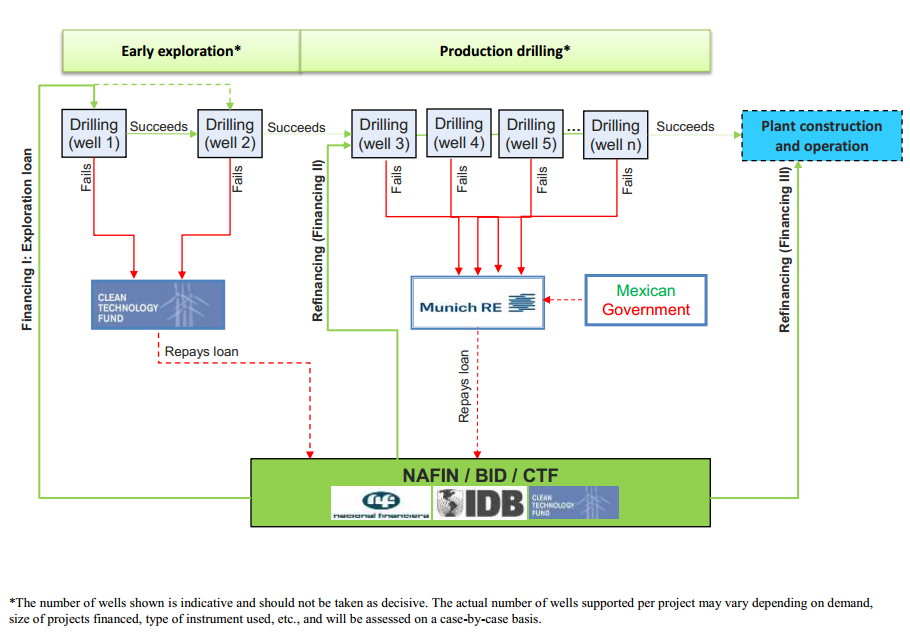 Early exploration*
Production drilling*
Drilling
(well 1)
Succeeds
Drilling
(well 2)
Succeeds
Drilling
(well 3)
Drilling
(well 4)
Drilling
(well 5)
...
Drilling
(well n)
Succeeds
Plant construction
and operation
Fails
Fails
Fails
Fails
Fails
Fails
Financing I: Exploration loan
Refinancing (Financing II)
Refinancing (Financing III)
CLEAN
TECHNOLOGY
FUND
Munich RE
Mexican
Government
Repays loan
Repays loan
NAFIN / BID / CTF
nf
nacional financiera
IDB
CLEAN
TECHNOLOGY
FUND
*The number of wells shown is indicative and should not be taken as decisive. The actual number of wells supported per project may vary depending on demand,
size of projects financed, type of instrument used, etc., and will be assessed on a case-by-case basis.